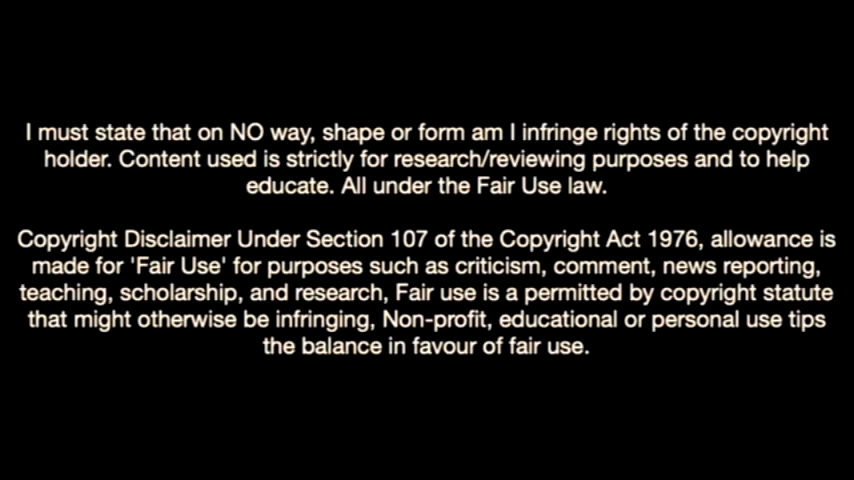 I must state that on NO way, shape or form am I infringe rights of the copyright
holder. Content used is strictly for research/reviewing purposes and to help
educate. All under the Fair Use law.
Copyright Disclaimer Under Section 107 of the Copyright Act 1976, allowance is
made for 'Fair Use' for purposes such as criticism, comment, news reporting,
teaching, scholarship, and research, Fair use is a permitted by copyright statute
that might otherwise be infringing, Non-profit, educational or personal use tips
the balance in favour of fair use.